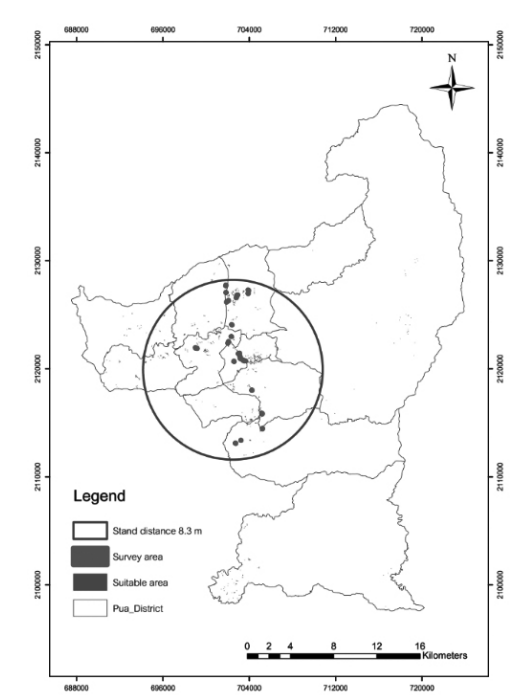 688000 696000 704000 712000 720000
2150000 2150000
N
2140000 2140000
2130000 2130000
2120000 2120000
2110000 2110000
Legend
Stand distance 8.3 m
Survey area
Suitable area
2100000 2100000
Pua_District
0 2 4 8 12 16
Kilometers
688000 696000 704000 712000 720000